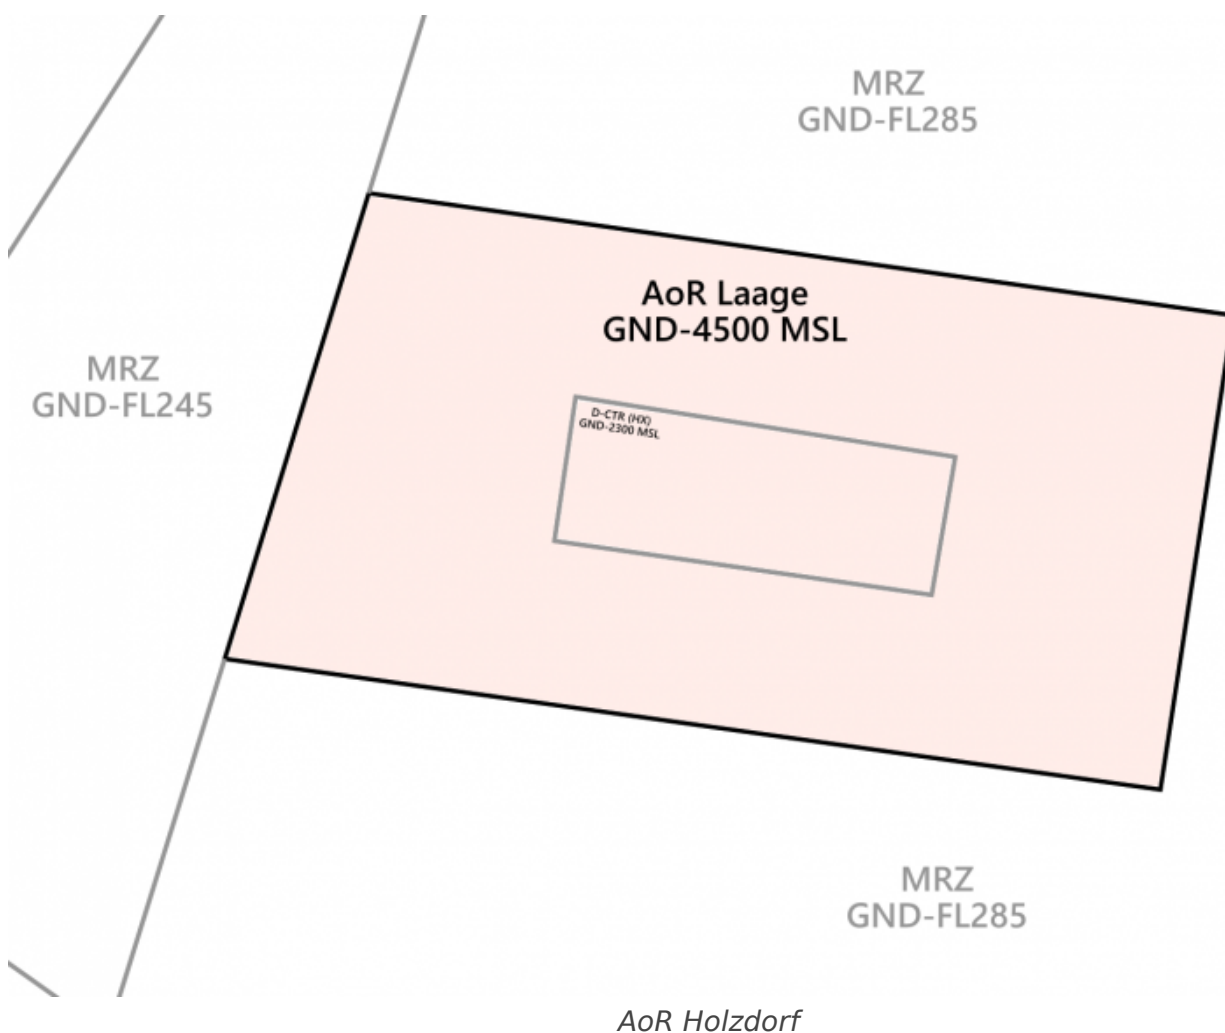 MRZ
GND-FL285
AoR Laage
GND-4500 MSL
MRZ
GND-FL245
D-CTR (HX)
GND-2300 MSL
MRZ
GND-FL285
AoR Holzdorf